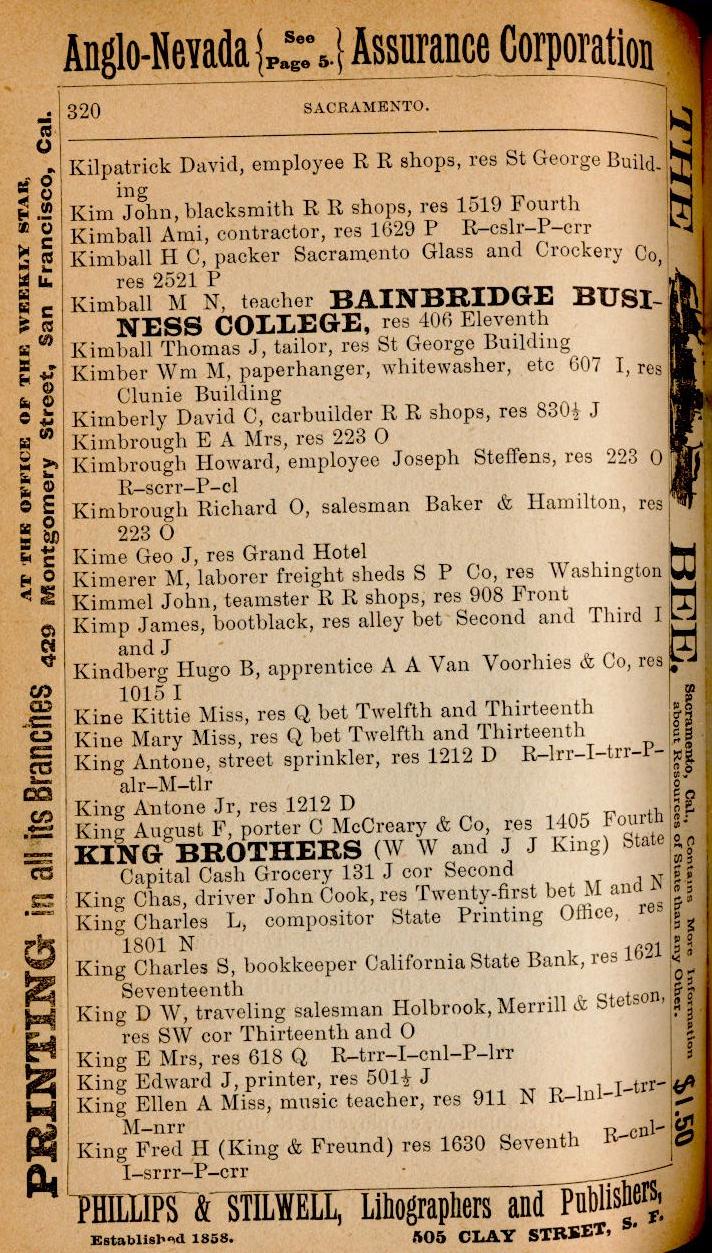 Anglo-Nevada { See Page 5. } Assurance Corporation
320 SACRAMENTO.
Kilpatrick David, employee R R shops, res St George Build-
ing
Kim John, blacksmith R R shops, res 1519 Fourth
Kimball Ami, contractor, res 1629 P R–cslr–P–crr
Kimball H C, packer Sacramento Glass and Crockery Co,
res 2521 P
Kimball M N, teacher BAINBRIDGE BUSI-
NESS COLLEGE, res 406 Eleventh
Kimball Thomas J, tailor, res St George Building
Kimber Wm M, paperhanger, whitewasher, etc 607 I, res
Clunie Building
Kimberly David C, carbuilder R R shops, res 830½ J
Kimbrough E A Mrs, res 223 O
Kimbrough Howard, employee Joseph Steffens, res 223 O
R–scrr–P–cl
Kimbrough Richard O, salesman Baker & Hamilton, res
223 O
Kime Geo J, res Grand Hotel
Kimerer M, laborer freight sheds S P Co, res Washington
Kimmel John, teamster R R shops, res 908 Front
Kimp James, bootblack, res alley bet Second and Third I
and J
Kindberg Hugo B, apprentice A A Van Voorhies & Co, res
1015 I
Kine Kittie Miss, res Q bet Twelfth and Thirteenth
Kine Mary Miss, res Q bet Twelfth and Thirteenth
King Antone, street sprinkler, res 1212 D R–lrr–I–trr–P–
alr–M–tlr
King Antone Jr, res 1212 D
King August F, porter C McCreary & Co, res 1405 Fourth
KING BROTHERS (W W and J J King) State
Capital Cash Grocery 131 J cor Second
King Chas, driver John Cook, res Twenty-first bet M and N
King Charles L, compositor State Printing Office, res
1801 N
King Charles S, bookkeeper California State Bank, res 1621
Seventeenth
King D W, traveling salesman Holbrook, Merrill & Stetson,
res SW cor Thirteenth and O
King E Mrs, res 618 Q R–trr–I–cnl–P–lrr
King Edward J, printer, res 501½ J
King Ellen A Miss, music teacher, res 911 N R–lnl–I–trr–
M–nrr
King Fred H (King & Freund) res 1630 Seventh R–cnl–
I–srrr–P–crr
PHILLIPS & STILWELL, Lihographers and Publishers,
Established 1858. 505 CLAY STREET, S. F.
PRINTING in all its Branches
AT THE OFFICE OF THE WEEKLY STAR,
429 Montgomery Street, San Francisco, Cal.
THE BEE.
Sacramento, Cal., Contains More Information
about Resources of State than any Other.
$1.50